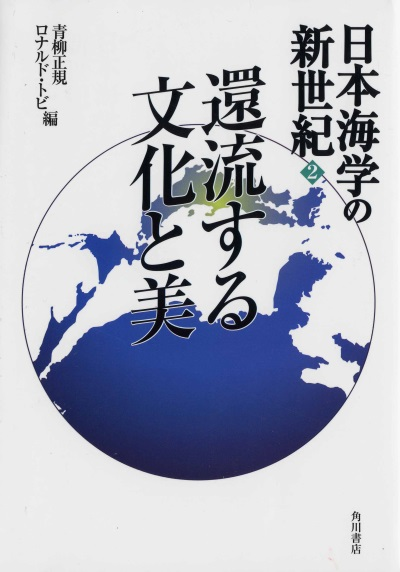 日本海学の
新世紀
2
還流する
文化と美
青柳正規
ロナルド・トビ 編
角川書店